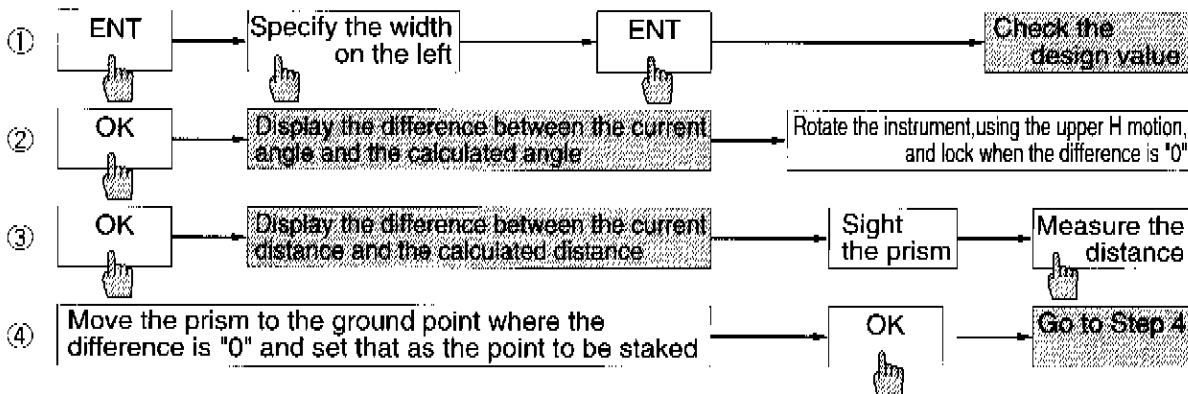 ① ENT Specify the width on the left ENT Check the design value
② OK Display the difference between the current angle and the calculated angle Rotate the instrument,using the upper H motion, and lock when the difference is "0"
③ OK Display the difference between the current distance and the calculated distance Sight the prism Measure the distance
④ Move the prism to the ground point where the difference is "0" and set that as the point to be staked OK Go to Step 4